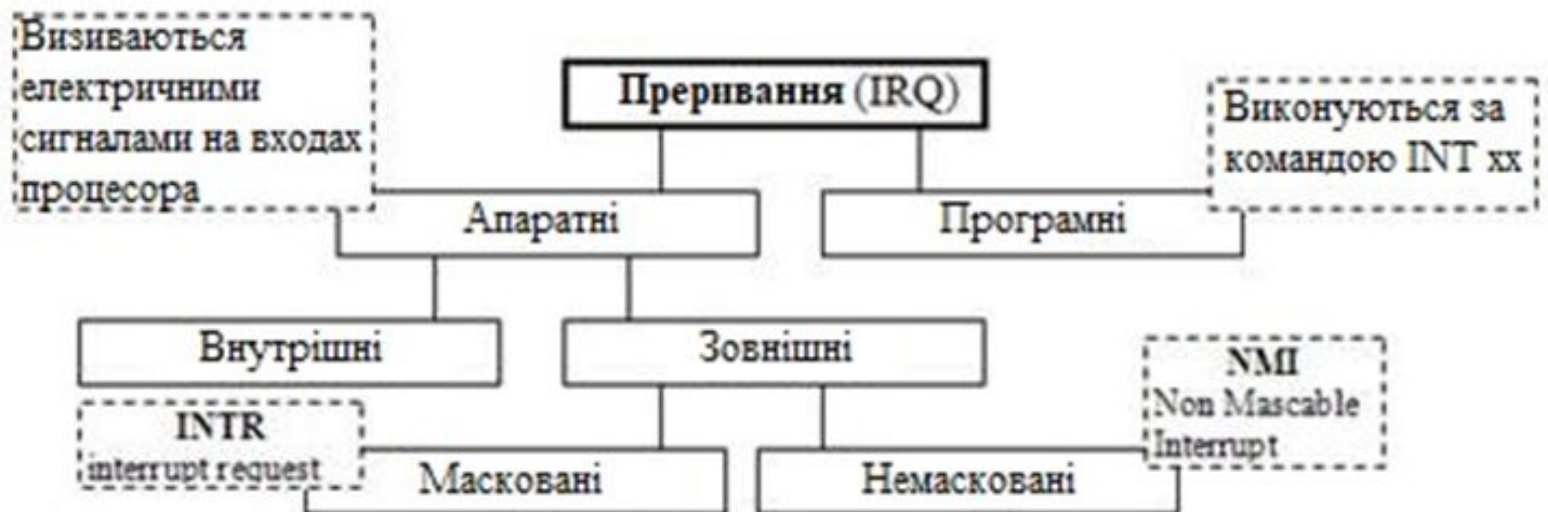 Визиваються
електричними
сигналами на входах
процесора
Преривання (IRQ)
Виконуються за
командою INT xx
Апаратні
Програмні
Внутрішні
Зовнішні
INTR
interrupt request
NMI
Non Mascable
Interrupt
Масковані
Немасковані